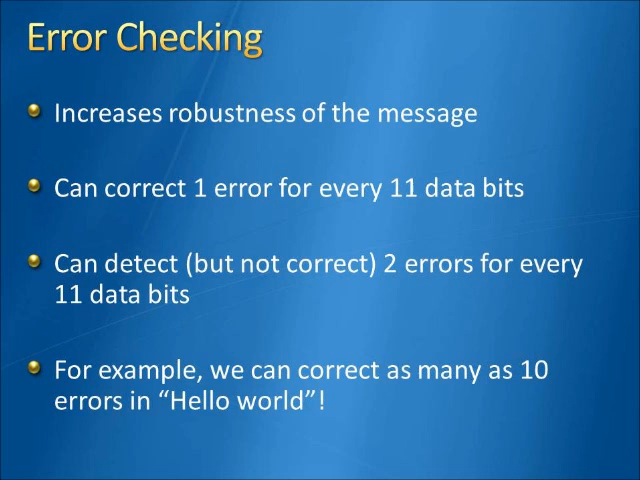 Error Checking
Increases robustness of the message
Can correct 1 error for every 11 data bits
Can detect (but not correct) 2 errors for every
11 data bits
For example, we can correct as many as 10
errors in “Hello world”!